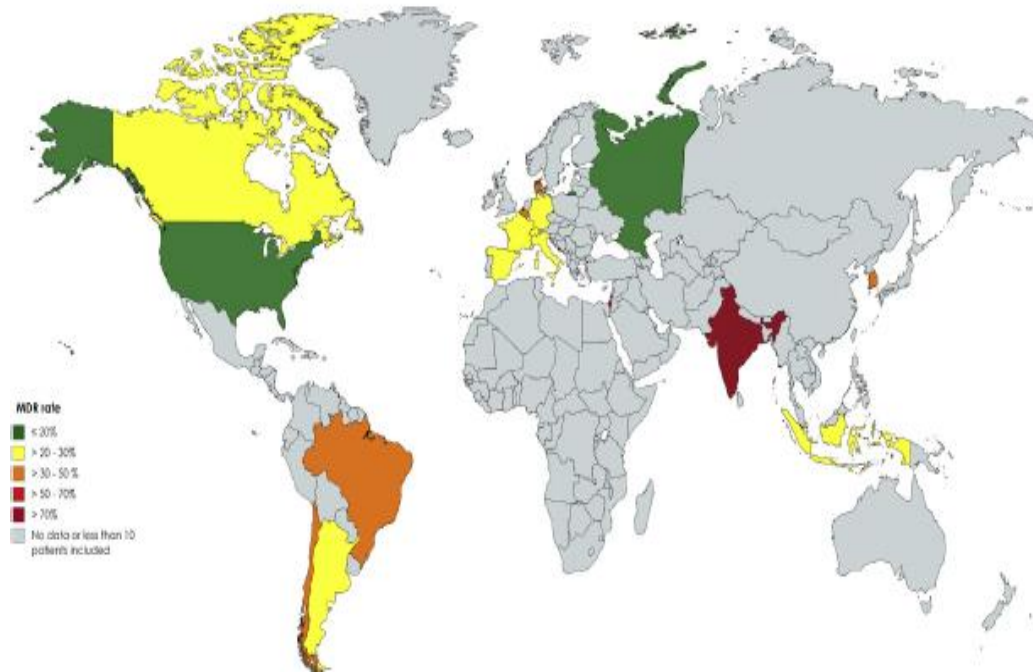 MDR rate
≤ 20%
> 20 - 30%
> 30 - 50 %
> 50 - 70%
> 70%
No data or less than 10
patients included